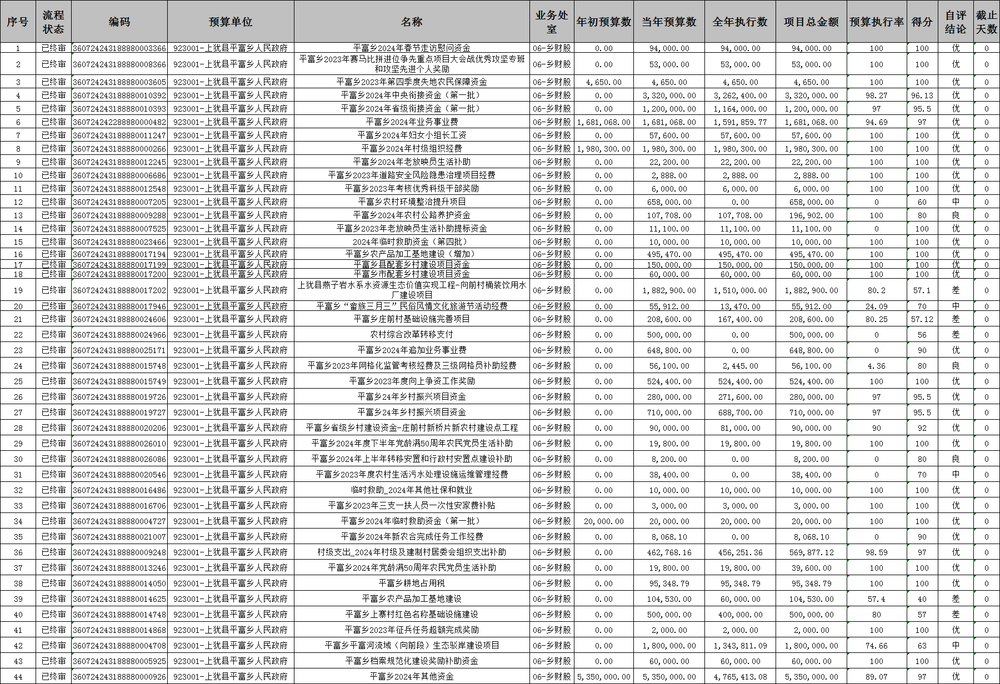 序号 流程状态 编码 预算单位 名称 业务处室 年初预算数 当年预算数 全年执行数 项目总金额 预算执行率 得分 自评结论 截止天数
1 已终审 360724243188880003366 923001-上犹县平富乡人民政府 平富乡2024年春节走访慰问资金 06-乡财股 0.00 94,000.00 94,000.00 94,000.00 100 100 优 0
2 已终审 360724243188880008366 923001-上犹县平富乡人民政府 平富乡2023年赛马比拼进位争先重点项目大会战优秀攻坚专班和攻坚先进个人奖励 06-乡财股 0.00 53,000.00 53,000.00 53,000.00 100 100 优 0
3 已终审 360724243188880003605 923001-上犹县平富乡人民政府 平富乡2023年第四季度失地农民保障资金 06-乡财股 4,650.00 4,650.00 4,650.00 4,650.00 100 100 优 0
4 已终审 360724243188880010392 923001-上犹县平富乡人民政府 平富乡2024年中央衔接资金（第一批） 06-乡财股 0.00 3,320,000.00 3,262,400.00 3,320,000.00 98.27 96.13 优 0
5 已终审 360724243188880010393 923001-上犹县平富乡人民政府 平富乡2024年省级衔接资金（第一批） 06-乡财股 0.00 1,200,000.00 1,164,000.00 1,200,000.00 97 95.5 优 0
6 已终审 360724242288880000482 923001-上犹县平富乡人民政府 平富乡2024年业务事业费 06-乡财股 1,681,068.00 1,681,068.00 1,591,859.77 1,681,068.00 94.69 97 优 0
7 已终审 360724243188880011247 923001-上犹县平富乡人民政府 平富乡2024年妇女小组长工资 06-乡财股 0.00 57,600.00 57,600.00 57,600.00 100 100 优 0
8 已终审 360724243188880000266 923001-上犹县平富乡人民政府 平富乡2024年村级组织经费 06-乡财股 1,980,300.00 1,980,300.00 1,980,300.00 1,980,300.00 100 100 优 0
9 已终审 360724243188880012245 923001-上犹县平富乡人民政府 平富乡2024年老放映员生活补助 06-乡财股 0.00 22,200.00 22,200.00 22,200.00 100 100 优 0
10 已终审 360724243188880006686 923001-上犹县平富乡人民政府 平富乡2023年道路安全风险隐患治理项目经费 06-乡财股 0.00 2,888.00 2,888.00 2,888.00 100 100 优 0
11 已终审 360724243188880012548 923001-上犹县平富乡人民政府 平富乡2023年考核优秀科级干部奖励 06-乡财股 0.00 6,000.00 6,000.00 6,000.00 100 100 优 0
12 已终审 360724243188880007205 923001-上犹县平富乡人民政府 平富乡农村环境整治提升项目 06-乡财股 0.00 658,000.00 0.00 658,000.00 0 60 中 0
13 已终审 360724243188880009288 923001-上犹县平富乡人民政府 平富乡2024年农村公路养护资金 06-乡财股 0.00 107,708.00 107,708.00 196,902.00 100 80 良 0
14 已终审 360724243188880007525 923001-上犹县平富乡人民政府 平富乡2023年老放映员生活补助提标资金 06-乡财股 0.00 11,100.00 11,100.00 11,100.00 0 100 优 0
15 已终审 360724243188880023466 923001-上犹县平富乡人民政府 2024年临时救助资金（第四批） 06-乡财股 0.00 10,000.00 10,000.00 10,000.00 100 100 优 0
16 已终审 360724243188880017194 923001-上犹县平富乡人民政府 平富乡农产品加工基地建设（增加） 06-乡财股 0.00 495,470.00 495,470.00 495,470.00 100 100 优 0
17 已终审 360724243188880017199 923001-上犹县平富乡人民政府 平富乡县配套乡村建设项目资金 06-乡财股 0.00 150,000.00 150,000.00 150,000.00 100 100 优 0
18 已终审 360724243188880017200 923001-上犹县平富乡人民政府 平富乡市配套乡村建设项目资金 06-乡财股 0.00 60,000.00 60,000.00 60,000.00 100 100 优 0
19 已终审 360724243188880017202 923001-上犹县平富乡人民政府 上犹县燕子岩水系水资源生态价值实现工程-向前村桶装饮用水厂建设项目 06-乡财股 0.00 1,882,900.00 1,510,000.00 1,882,900.00 80.2 57.1 差 0
20 已终审 360724243188880017946 923001-上犹县平富乡人民政府 平富乡“畲族三月三”民俗风情文化旅游节活动经费 06-乡财股 0.00 55,912.00 13,470.00 55,912.00 24.09 70 中 0
21 已终审 360724243188880024606 923001-上犹县平富乡人民政府 平富乡庄前村基础设施完善项目 06-乡财股 0.00 208,600.00 167,400.00 208,600.00 80.25 57.12 差 0
22 已终审 360724243188880024966 923001-上犹县平富乡人民政府 农村综合改革转移支付 06-乡财股 0.00 500,000.00 0.00 500,000.00 0 56 差 0
23 已终审 360724243188880025171 923001-上犹县平富乡人民政府 平富乡2024年追加业务事业费 06-乡财股 0.00 648,800.00 0.00 648,800.00 0 90 优 0
24 已终审 360724243188880015748 923001-上犹县平富乡人民政府 平富乡2023年网格化监管考核经费及三级网格员补助经费 06-乡财股 0.00 56,100.00 2,445.00 56,100.00 4.36 80 良 0
25 已终审 360724243188880015749 923001-上犹县平富乡人民政府 平富乡2023年度向上争资工作奖励 06-乡财股 0.00 524,400.00 524,400.00 524,400.00 100 100 优 0
26 已终审 360724243188880019726 923001-上犹县平富乡人民政府 平富乡24年乡村振兴项目资金 06-乡财股 0.00 280,000.00 271,600.00 280,000.00 97 95.5 优 0
27 已终审 360724243188880019727 923001-上犹县平富乡人民政府 平富乡24年乡村振兴项目资金 06-乡财股 0.00 710,000.00 688,700.00 710,000.00 97 95.5 优 0
28 已终审 360724243188880020206 923001-上犹县平富乡人民政府 平富乡省级乡村建设资金-庄前村新桥片新农村建设点工程 06-乡财股 0.00 90,000.00 81,000.00 90,000.00 90 92 优 0
29 已终审 360724243188880026010 923001-上犹县平富乡人民政府 平富乡2024年度下半年党龄满50周年农民党员生活补助 06-乡财股 0.00 19,800.00 19,800.00 19,800.00 100 100 优 0
30 已终审 360724243188880026086 923001-上犹县平富乡人民政府 平富乡2024年上半年转移安置和行政村安置点建设补助 06-乡财股 0.00 8,200.00 0.00 8,200.00 0 80 良 0
31 已终审 360724243188880020546 923001-上犹县平富乡人民政府 平富乡2023年度农村生活污水处理设施运维管理经费 06-乡财股 0.00 38,400.00 0.00 38,400.00 0 70 中 0
32 已终审 360724243188880016486 923001-上犹县平富乡人民政府 临时救助_2024年其他社保和就业 06-乡财股 0.00 10,000.00 10,000.00 10,000.00 100 100 优 0
33 已终审 360724243188880016706 923001-上犹县平富乡人民政府 平富乡2023年三支一扶人员一次性安家费补贴 06-乡财股 0.00 3,000.00 3,000.00 3,000.00 100 100 优 0
34 已终审 360724243188880004727 923001-上犹县平富乡人民政府 平富乡2024年临时救助资金（第一批） 06-乡财股 20,000.00 20,000.00 20,000.00 20,000.00 100 100 优 0
35 已终审 360724243188880021007 923001-上犹县平富乡人民政府 平富乡2024年新农合完成任务工作经费 06-乡财股 0.00 8,068.10 0.00 8,068.10 0 90 优 0
36 已终审 360724243188880009248 923001-上犹县平富乡人民政府 村级支出_2024年村级及建制村居委会组织支出补助 06-乡财股 0.00 462,768.16 456,251.36 569,877.12 98.59 97 优 0
37 已终审 360724243188880013246 923001-上犹县平富乡人民政府 平富乡2024年党龄满50周年农民党员生活补助 06-乡财股 0.00 19,800.00 19,800.00 39,600.00 100 100 优 0
38 已终审 360724243188880014050 923001-上犹县平富乡人民政府 平富乡耕地占用税 06-乡财股 0.00 95,348.79 95,348.79 95,348.79 100 100 优 0
39 已终审 360724243188880014625 923001-上犹县平富乡人民政府 平富乡农产品加工基地建设 06-乡财股 0.00 104,530.00 60,000.00 104,530.00 57.4 40 差 0
40 已终审 360724243188880014748 923001-上犹县平富乡人民政府 平富乡上寨村红色名称基础设施建设 06-乡财股 0.00 500,000.00 400,000.00 500,000.00 80 57 差 0
41 已终审 360724243188880014868 923001-上犹县平富乡人民政府 平富乡2023年征兵任务超额完成奖励 06-乡财股 0.00 2,000.00 2,000.00 2,000.00 100 100 优 0
42 已终审 360724243188880004708 923001-上犹县平富乡人民政府 平富乡平富河流域（向前段）生态驳岸建设项目 06-乡财股 0.00 1,800,000.00 1,343,811.09 1,800,000.00 74.66 63 中 0
43 已终审 360724243188880005925 923001-上犹县平富乡人民政府 平富乡档案规范化建设奖励补助资金 06-乡财股 0.00 60,000.00 60,000.00 60,000.00 100 100 优 0
44 已终审 360724243188880000926 923001-上犹县平富乡人民政府 平富乡2024年其他资金 06-乡财股 5,350,000.00 5,350,000.00 4,765,413.08 5,350,000.00 89.07 97 优 0